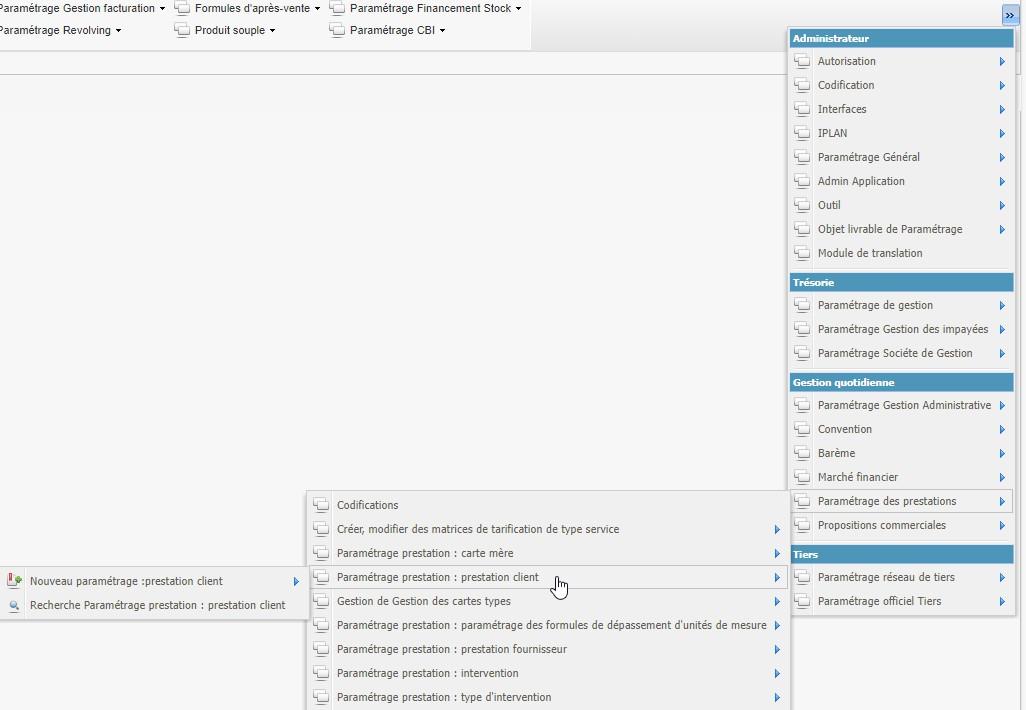 Paramétrage Gestion facturation
Formules d'après-vente
Paramétrage Financement Stock
Paramétrage Revolving
Produit souple
Paramétrage CBI
»
Administrateur
Autorisation
Codification
Interfaces
IPLAN
Paramétrage Général
Admin Application
Outil
Objet livrable de Paramétrage
Module de translation
Trésorie
Paramétrage de gestion
Paramétrage Gestion des impayées
Paramétrage Sociéte de Gestion
Gestion quotidienne
Paramétrage Gestion Administrative
Convention
Barème
Marché financier
Paramétrage des prestations
Propositions commerciales
Tiers
Paramétrage réseau de tiers
Paramétrage officiel Tiers
Codifications
Créer, modifier des matrices de tarification de type service
Paramétrage prestation : carte mère
Paramétrage prestation : prestation client
Gestion de Gestion des cartes types
Paramétrage prestation : paramétrage des formules de dépassement d'unités de mesure
Paramétrage prestation : prestation fournisseur
Paramétrage prestation : intervention
Paramétrage prestation : type d'intervention
Nouveau paramétrage :prestation client
Recherche Paramétrage prestation : prestation client